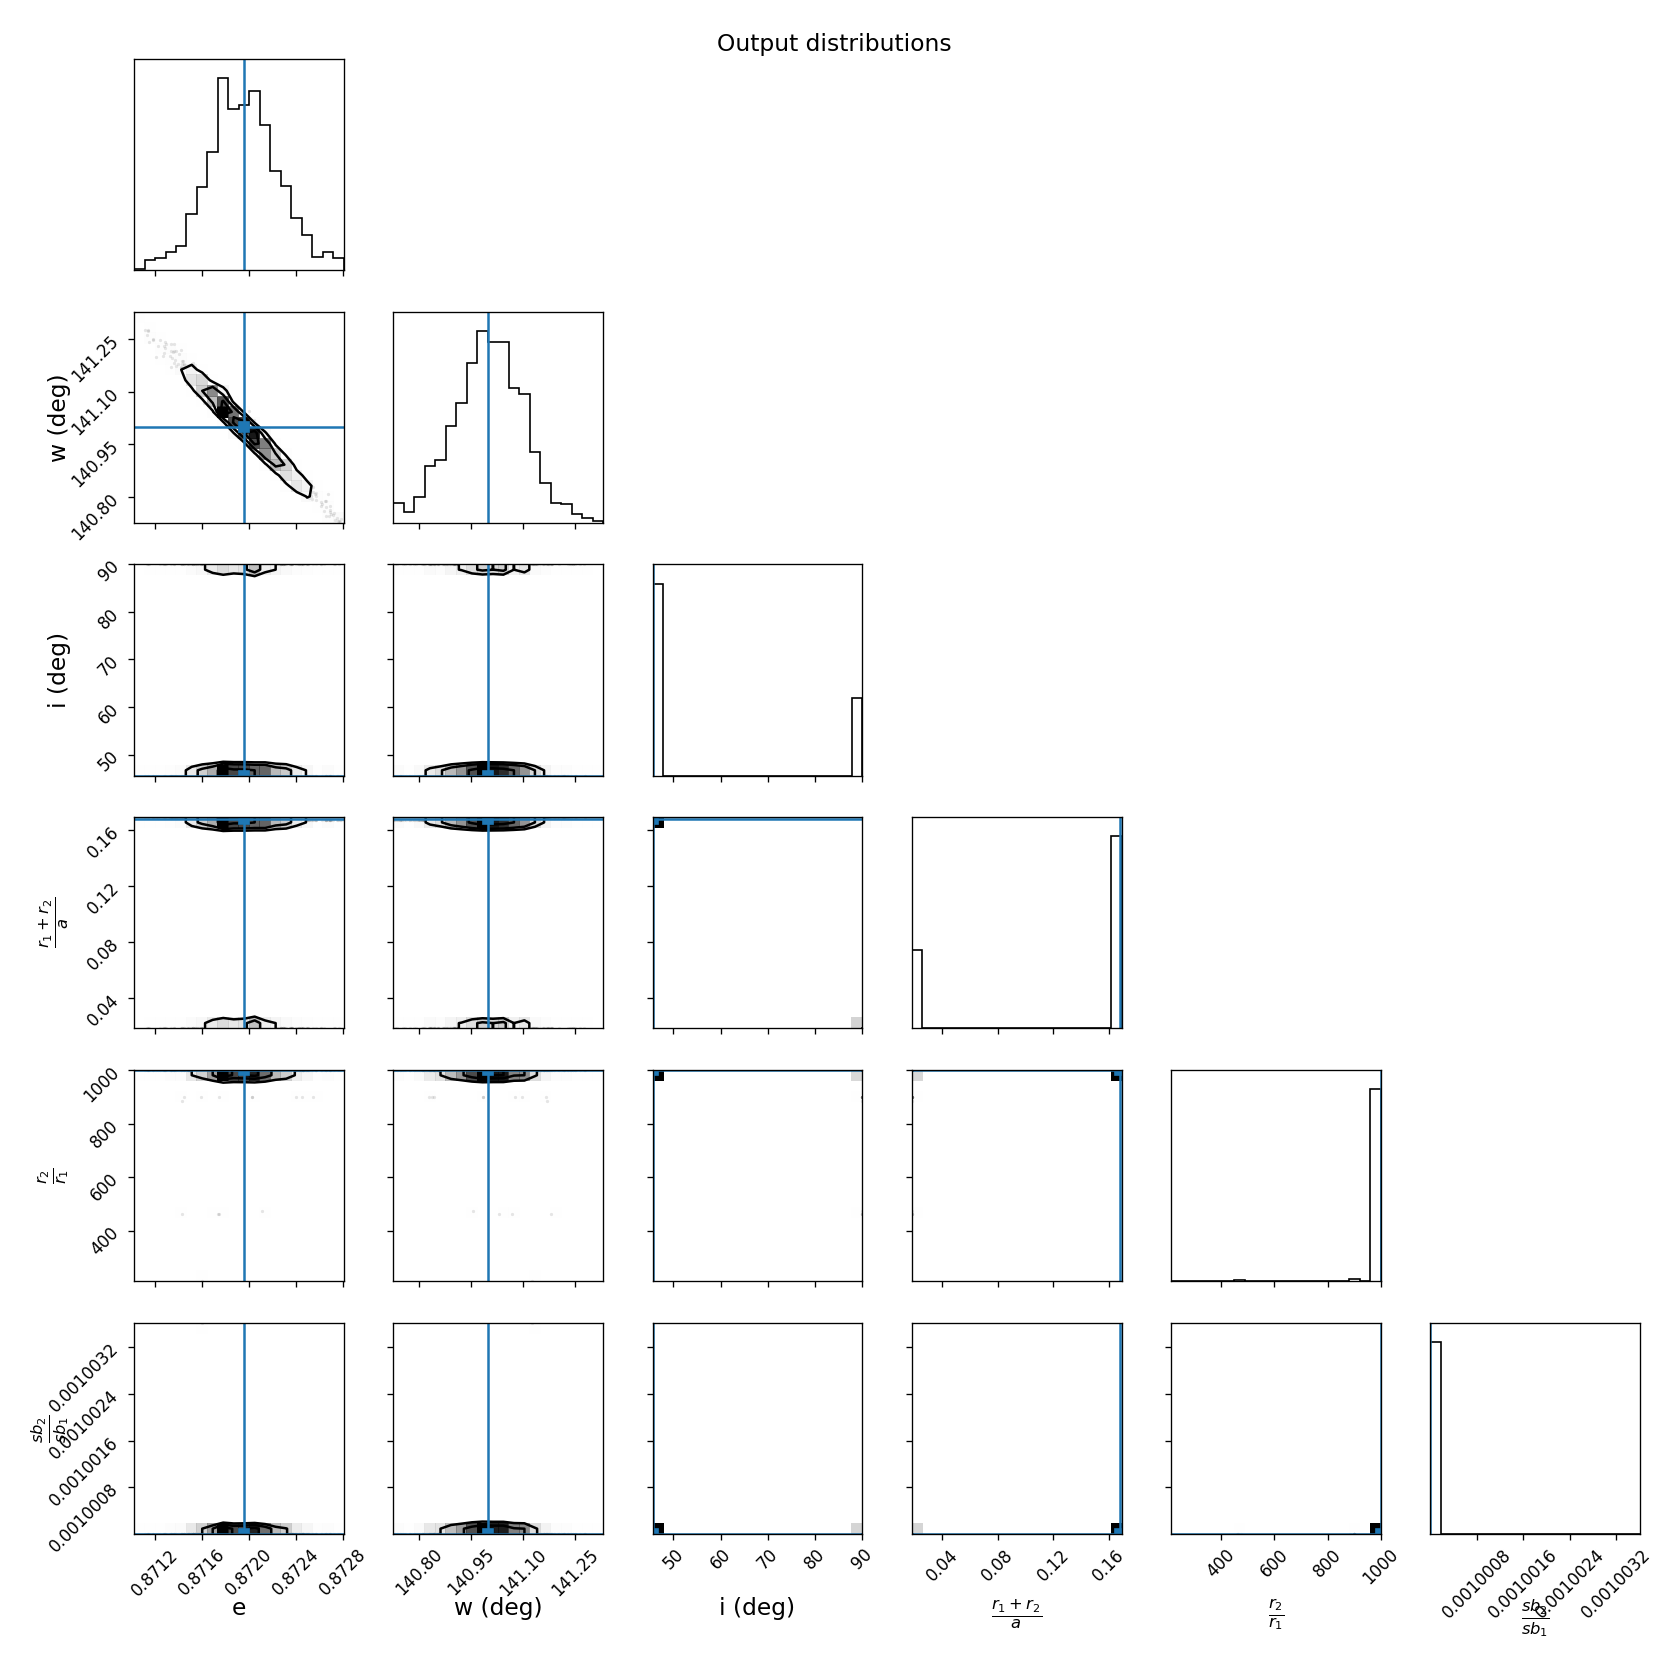 Output distributions
w (deg)
141.25
141.10
140.95
140.80
i (deg)
90
80
70
60
50
r₁ + r₂
a
0.16
0.12
0.08
0.04
r₂
r₁
1000
800
600
400
sb₂
sb₁
0.0010032
0.0010024
0.0010016
0.0010008
0.8712 0.8716 0.8720 0.8724 0.8728
140.80 140.95 141.10 141.25
50 60 70 80 90
0.04 0.08 0.12 0.16
400 600 800 1000
0.0010008 0.0010016 0.0010024 0.0010032
e
w (deg)
i (deg)
r₁ + r₂
a
r₂
r₁
sb₂
sb₁